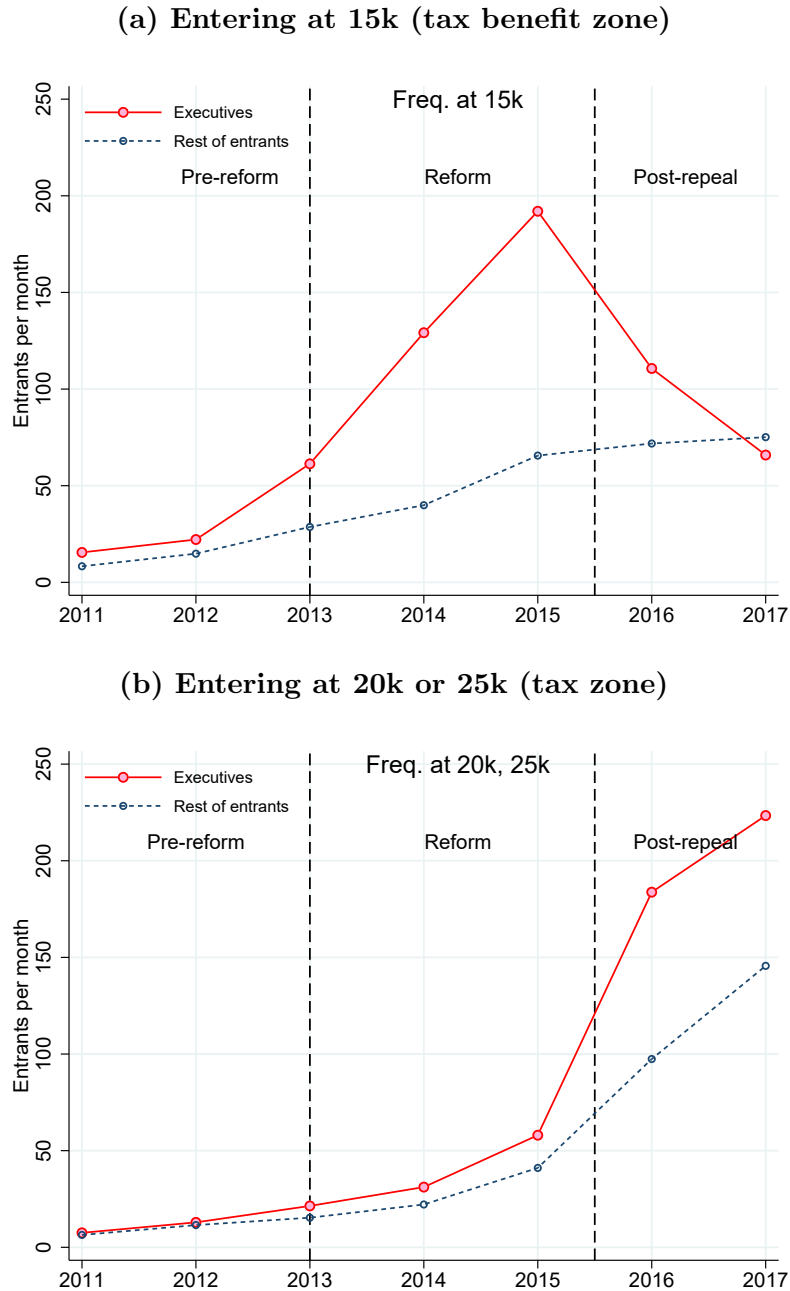 (a) Entering at 15k (tax benefit zone)
Freq. at 15k
Executives
Rest of entrants
Pre-reform Reform Post-repeal
Entrants per month
250
200
150
100
50
0
2011 2012 2013 2014 2015 2016 2017
(b) Entering at 20k or 25k (tax zone)
Freq. at 20k, 25k
Executives
Rest of entrants
Pre-reform Reform Post-repeal
Entrants per month
250
200
150
100
50
0
2011 2012 2013 2014 2015 2016 2017